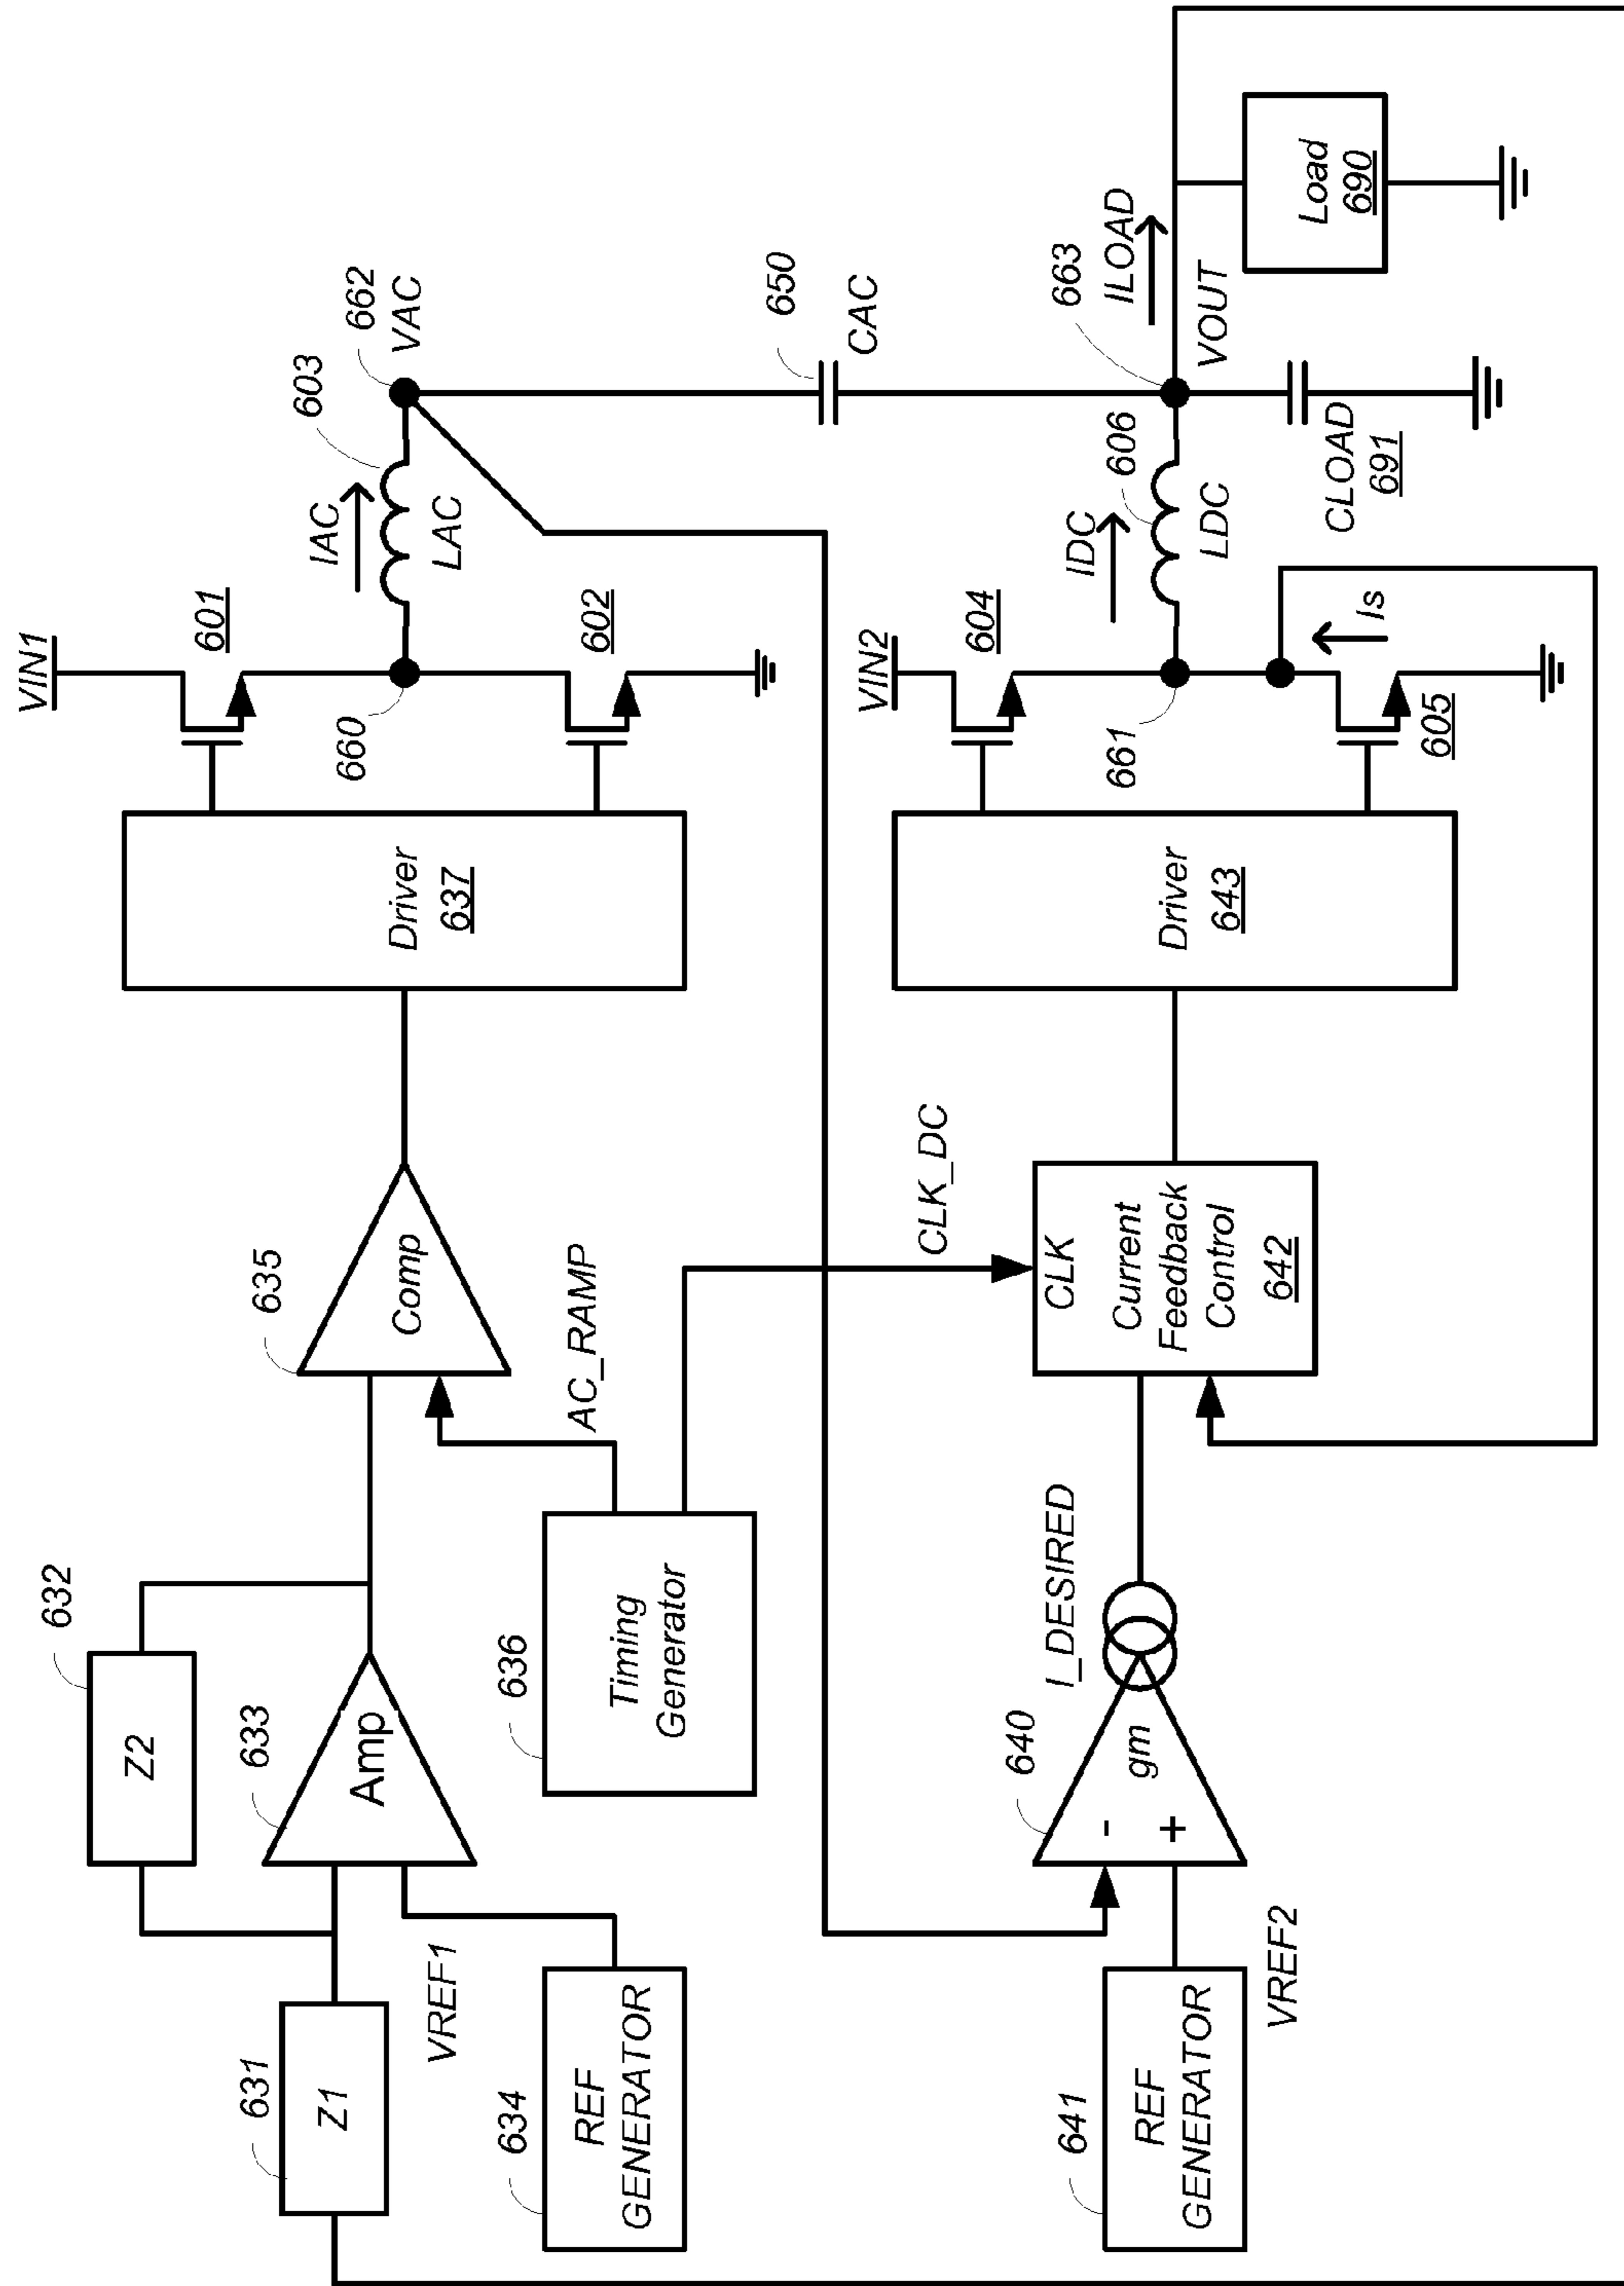 632
Z2
631
Z1
633
Amp
VREF1
634
REF
GENERATOR
636
Timing
Generator
635
Comp
AC_RAMP
Driver
637
VIN1
601
660
602
IAC
603
LAC
662
VAC
650
CAC
641
REF
GENERATOR
VREF2
640
-
+
gm
I_DESIRED
CLK_DC
CLK
Current
Feedback
Control
642
Driver
643
VIN2
604
661
605
Is
IDC
606
LDC
CLOAD
691
663
ILOAD
VOUT
Load
690